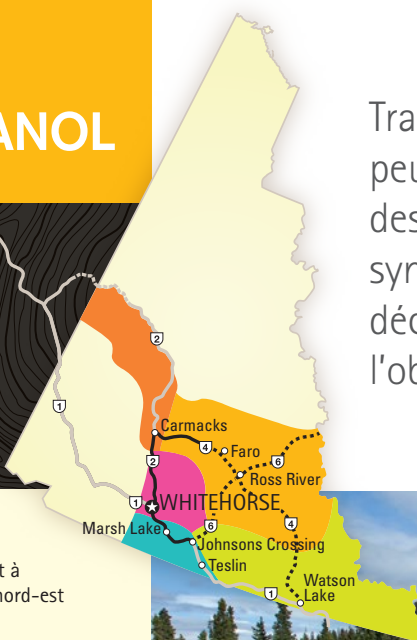 ANOL
Tra
peu
des
syn
déc
l'ob
2
1
Carmacks
4
Faro
6
2
Ross River
1
WHITEHORSE
Marsh Lake
6
4
Johnsons Crossing
Teslin
Watson
Lake
1
t à
nord-est